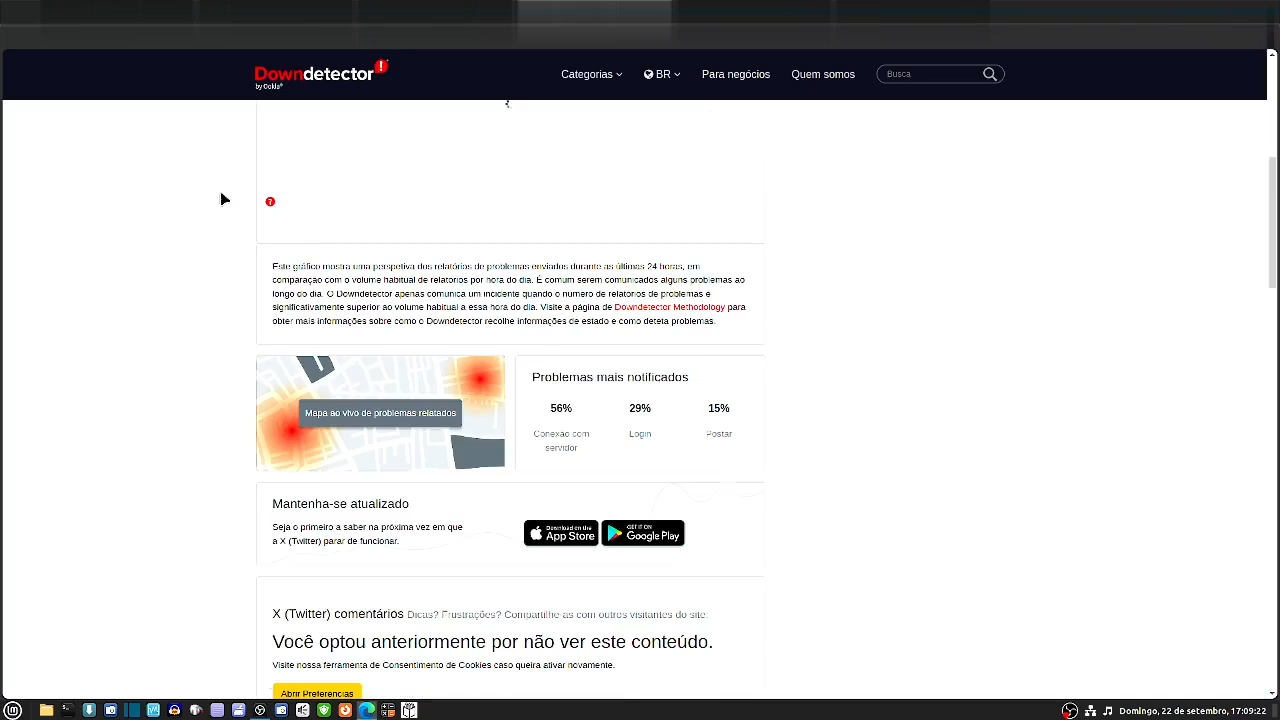 Downdetector
by Ookla®
Categorias
BR
Para negócios
Quem somos
Busca
7
Este gráfico mostra uma perspetiva dos relatórios de problemas enviados durante as últimas 24 horas, em
comparação com o volume habitual de relatórios por hora do dia. É comum serem comunicados alguns problemas ao
longo do dia. O Downdetector apenas comunica um incidente quando o número de relatórios de problemas é
significativamente superior ao volume habitual a essa hora do dia. Visite a página de Downdetector Methodology para
obter mais informações sobre como o Downdetector recolhe informações de estado e como deteta problemas.
Mapa ao vivo de problemas relatados
Problemas mais notificados
56% 29% 15%
Conexão com Login Postar
servidor
Mantenha-se atualizado
Seja o primeiro a saber na próxima vez em que
a X (Twitter) parar de funcionar.
Download on the
App Store
GET IT ON
Google Play
X (Twitter) comentários Dicas? Frustrações? Compartilhe-as com outros visitantes do site.
Você optou anteriormente por não ver este conteúdo.
Visite nossa ferramenta de Consentimento de Cookies caso queira ativar novamente.
Abrir Preferências
Domingo, 22 de setembro, 17:09:22